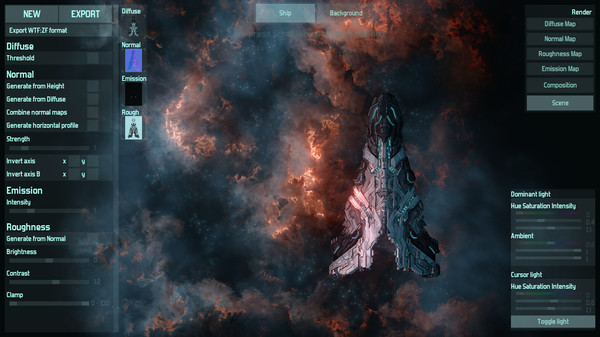 NEW
EXPORT
Export WTF:ZF format
Diffuse
Threshold
Normal
Generate from Height
Generate from Diffuse
Combine normal maps
Generate horizontal profile
Strength
Invert axis x y
Invert axis B x y
Emission
Intensity
Roughness
Generate from Normal
Brightness
Contrast
Clamp
Diffuse
Normal
Emission
Rough
Ship
Background
Render
Diffuse Map
Normal Map
Roughness Map
Emission Map
Composition
Scene
Dominant light
Hue Saturation Intensity
Ambient
Cursor light
Hue Saturation Intensity
Toggle light